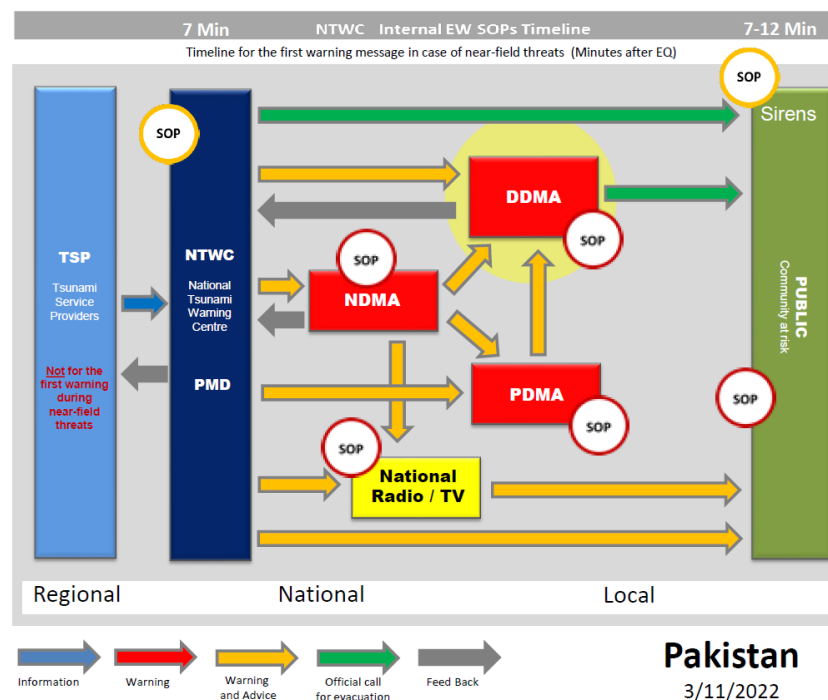 7 Min
NTWC Internal EW SOPs Timeline
7-12 Min
Timeline for the first warning message in case of near-field threats (Minutes after EQ)
SOP
Sirens
SOP
DDMA
SOP
TSP
Tsunami
Service
Providers
Not for the
first warning
during
near-field
threats
NTWC
National
Tsunami
Warning
Centre
PMD
SOP
NDMA
PUBLIC
Community at risk
PDMA
SOP
SOP
SOP
National
Radio / TV
Regional
National
Local
Information
Warning
Warning
and Advice
Official call
for evacuation
Feed Back
Pakistan
3/11/2022